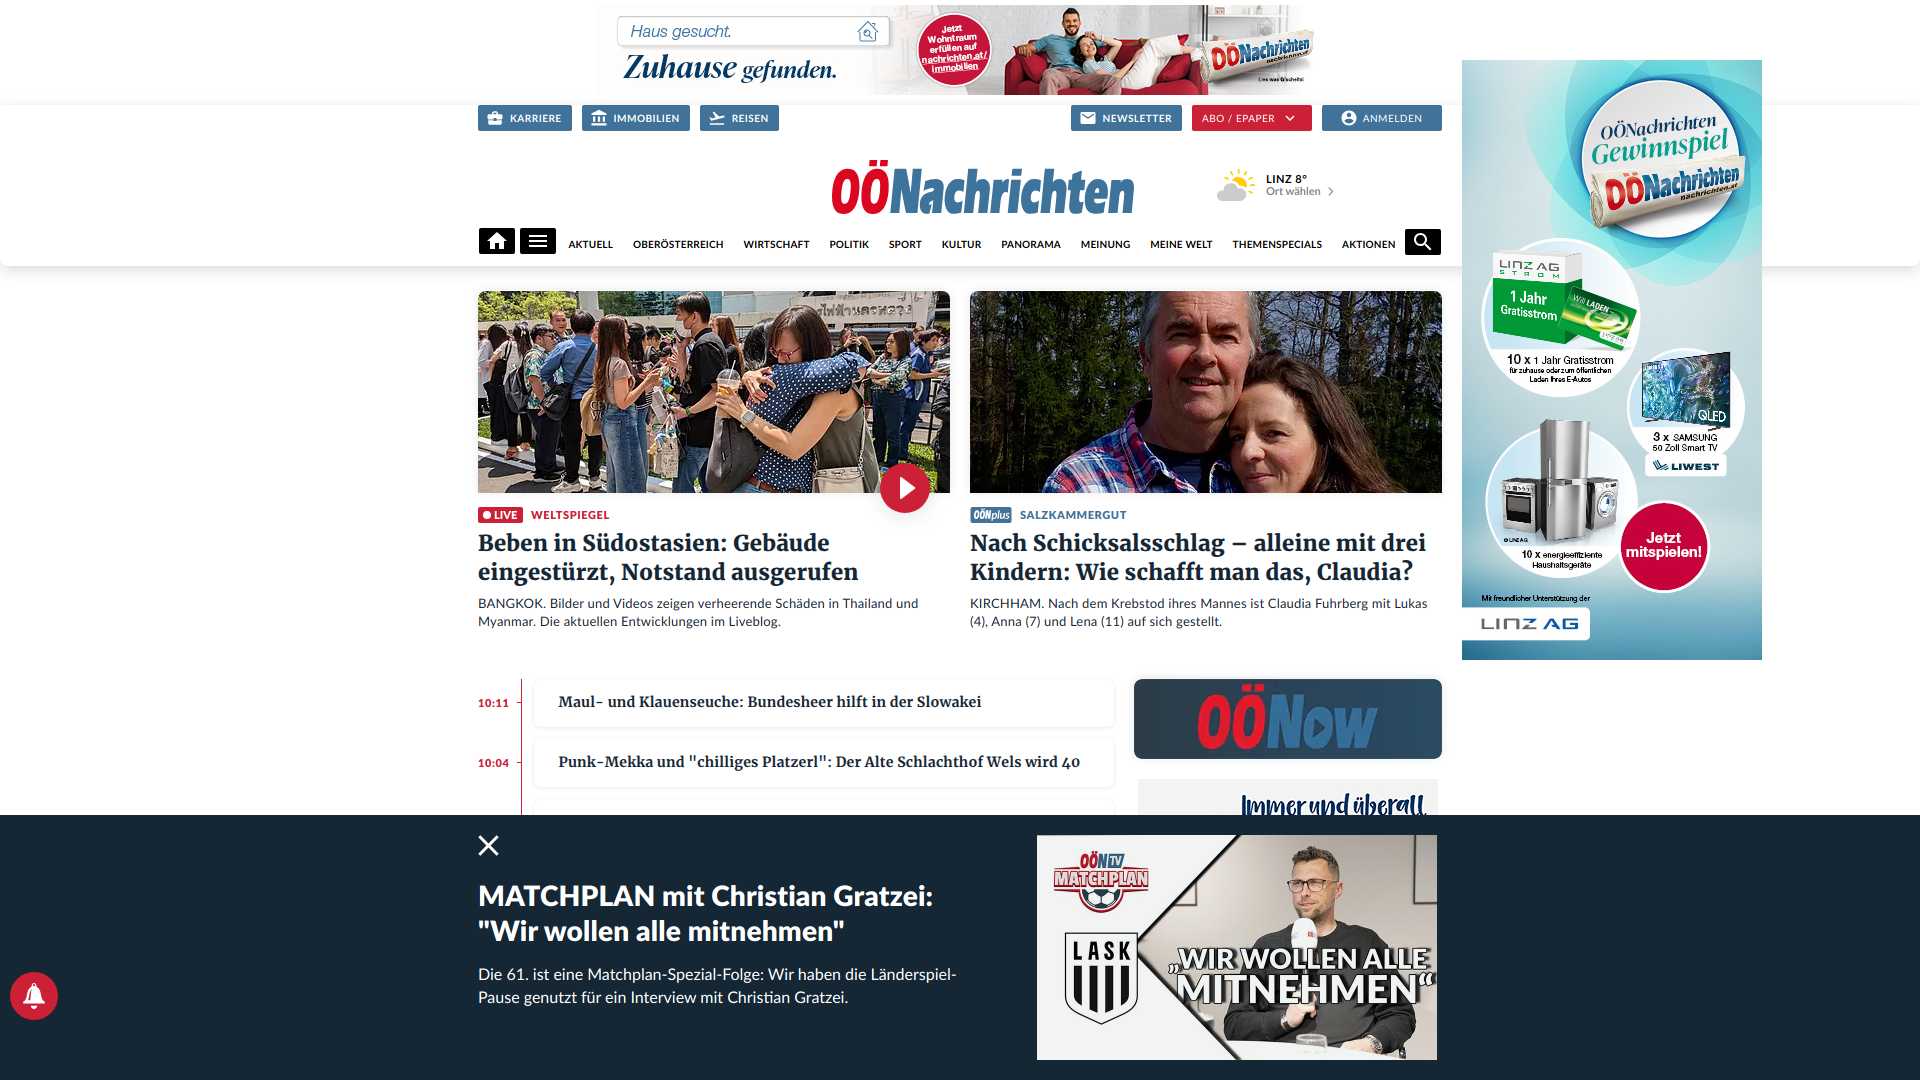 Haus gesucht.
Zuhause gefunden.
Jetzt
Wohntraum
erfüllen auf
nachrichten.at/
immobilien
OÖNachrichten
nachrichten.at
Lies was G'scheits!
KARRIERE
IMMOBILIEN
REISEN
NEWSLETTER
ABO / EPAPER
ANMELDEN
OÖNachrichten
LINZ 8°
Ort wählen
AKTUELL
OBERÖSTERREICH
WIRTSCHAFT
POLITIK
SPORT
KULTUR
PANORAMA
MEINUNG
MEINE WELT
THEMENSPECIALS
AKTIONEN
OÖNachrichten
Gewinnspiel
OÖNachrichten
nachrichten.at
LINZ AG
STROM
1 Jahr
Gratisstrom
Will LADEN
10 x 1 Jahr Gratisstrom
für zuhause oder zum öffentlichen
Laden Ihres E-Autos
QLED
3 x SAMSUNG
50 Zoll Smart TV
LIWEST
© LINZ AG
10 x energieeffiziente
Haushaltsgeräte
Jetzt
mitspielen!
Mit freundlicher Unterstützung der
LINZ AG
LIVE WELTSPIEGEL
Beben in Südostasien: Gebäude
eingestürzt, Notstand ausgerufen
BANGKOK. Bilder und Videos zeigen verheerende Schäden in Thailand und
Myanmar. Die aktuellen Entwicklungen im Liveblog.
OÖNplus SALZKAMMERGUT
Nach Schicksalsschlag – alleine mit drei
Kindern: Wie schafft man das, Claudia?
KIRCHHAM. Nach dem Krebstod ihres Mannes ist Claudia Fuhrberg mit Lukas
(4), Anna (7) und Lena (11) auf sich gestellt.
10:11 Maul- und Klauenseuche: Bundesheer hilft in der Slowakei
10:04 Punk-Mekka und "chilliges Platzerl": Der Alte Schlachthof Wels wird 40
OÖNow
Immer und überall
MATCHPLAN mit Christian Gratzei:
"Wir wollen alle mitnehmen"
Die 61. ist eine Matchplan-Spezial-Folge: Wir haben die Länderspiel-
Pause genutzt für ein Interview mit Christian Gratzei.
OÖN TV
MATCHPLAN
LASK
„WIR WOLLEN ALLE
MITNEHMEN“